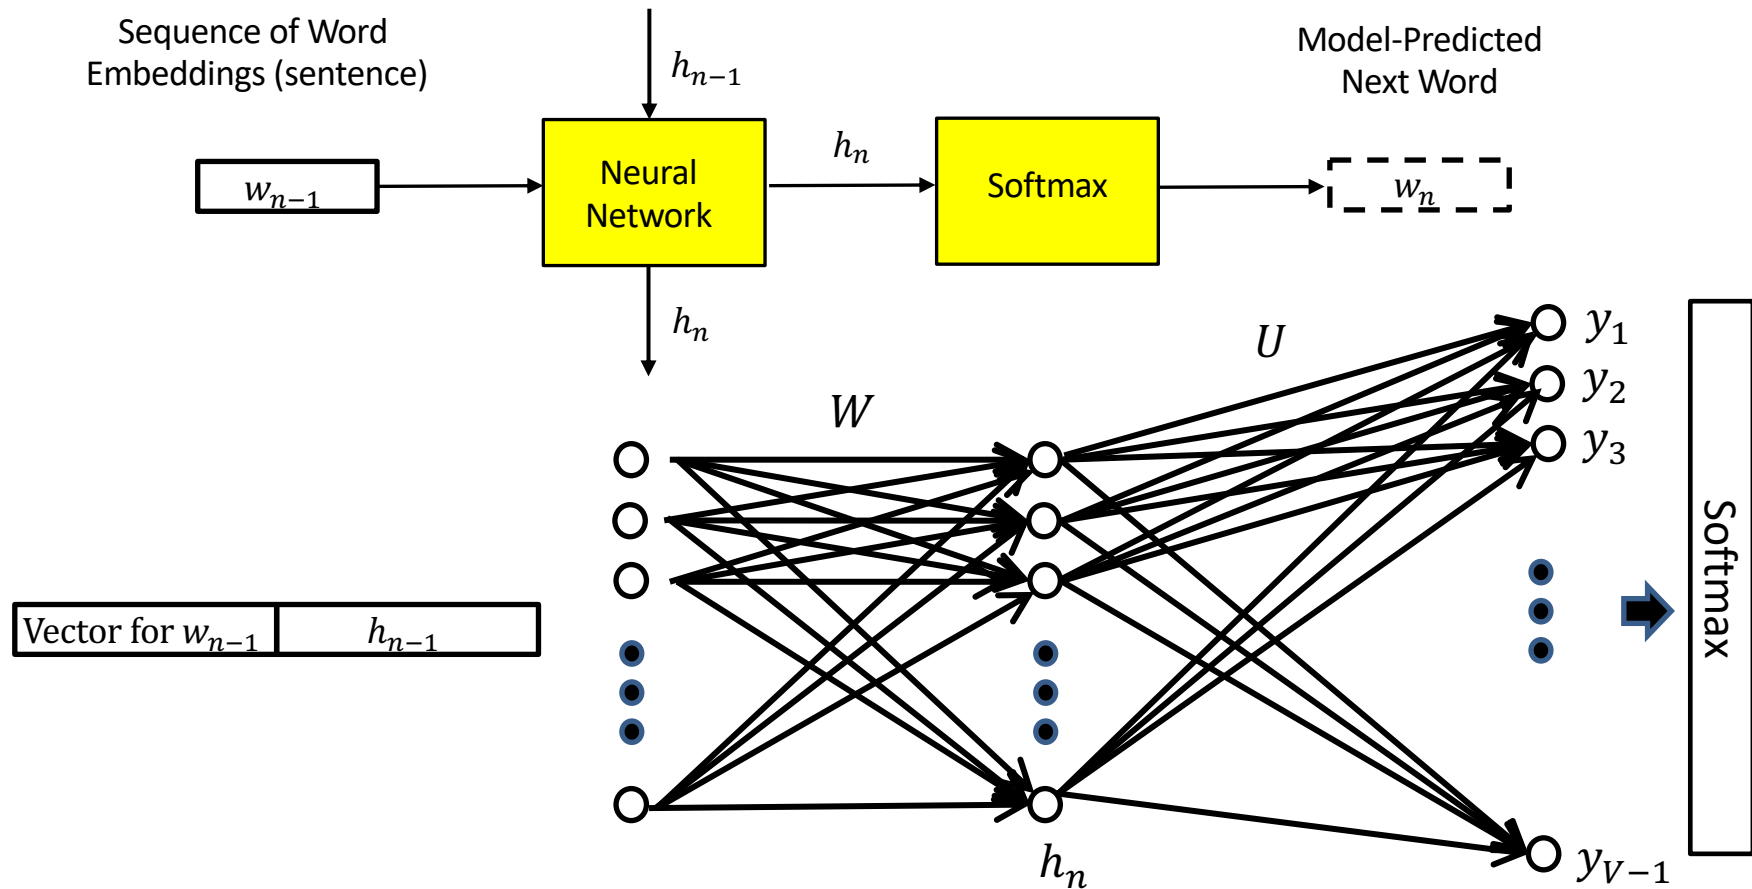 Sequence of Word
Embeddings (sentence)
h_{n−1}
Model-Predicted
Next Word
w_{n−1}
Neural
Network
h_n
Softmax
w_n
h_n
U
W
y_1
y_2
y_3
Vector for w_{n−1}
h_{n−1}
Softmax
h_n
y_{V−1}